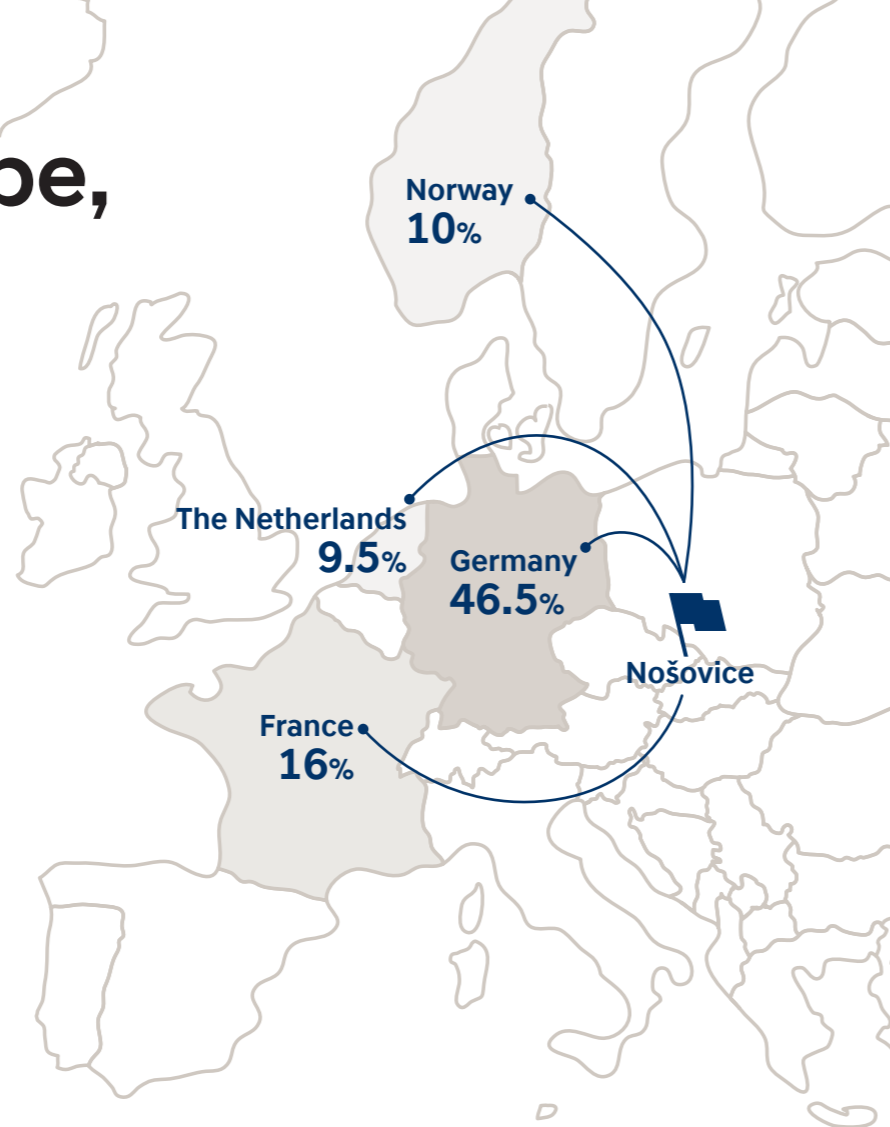 pe,
Norway
10%
The Netherlands
9.5%
Germany
46.5%
Nošovice
France
16%